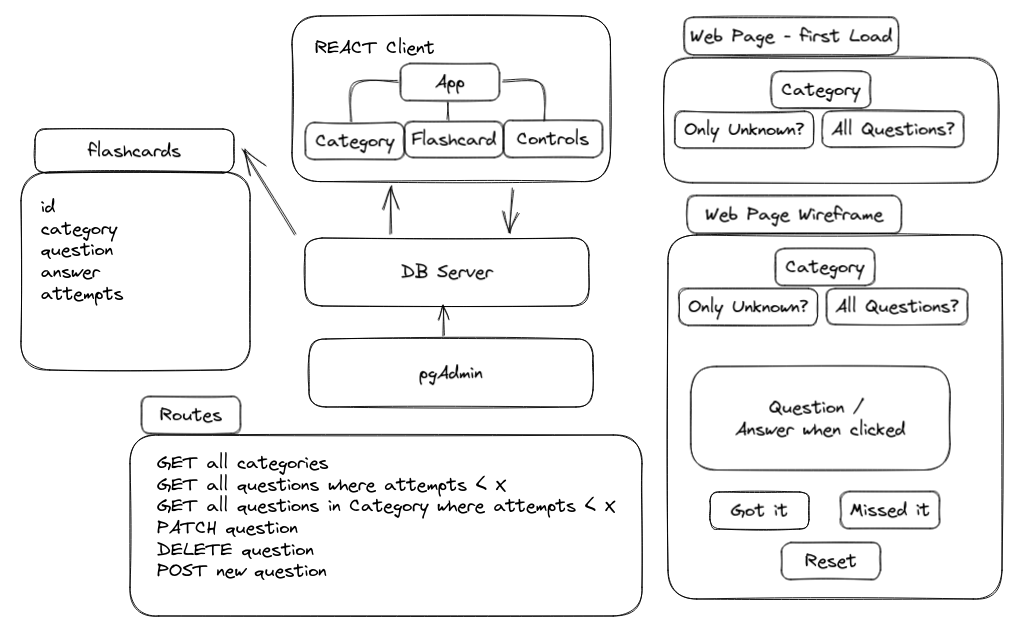 REACT Client
App
Category
Flashcard
Controls
flashcards
id
category
question
answer
attempts
DB Server
pgAdmin
Routes
GET all categories
GET all questions where attempts < x
GET all questions in Category where attempts < x
PATCH question
DELETE question
POST new question
Web Page - first Load
Category
Only Unknown?
All Questions?
Web Page Wireframe
Category
Only Unknown?
All Questions?
Question /
Answer when clicked
Got it
Missed it
Reset